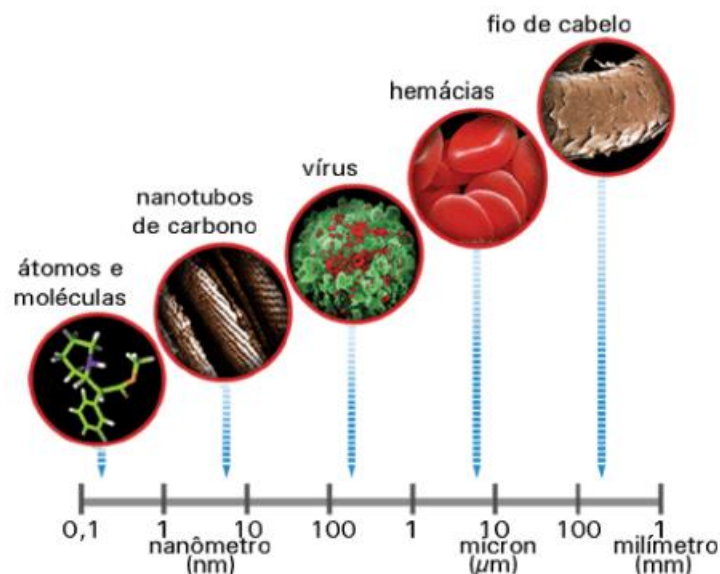 fio de cabelo
hemácias
vírus
nanotubos
de carbono
átomos e
moléculas
0,1 1 10 100 1 10 100 1
nanômetro micron milímetro
(nm) (μm) (mm)